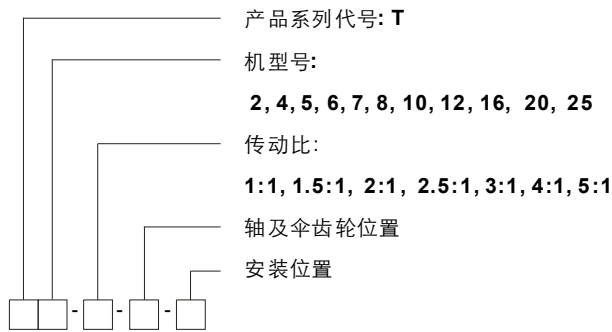 产品系列代号: T
机型号:
2, 4, 5, 6, 7, 8, 10, 12, 16, 20, 25
传动比:
1:1, 1.5:1, 2:1, 2.5:1, 3:1, 4:1, 5:1
轴及伞齿轮位置
安装位置
- - -